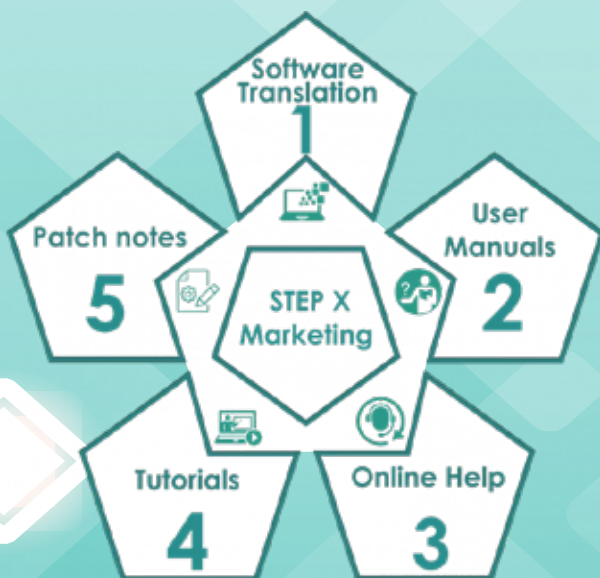 Software
Translation
1
User
Manuals
2
Online Help
3
Tutorials
4
Patch notes
5
STEP X
Marketing